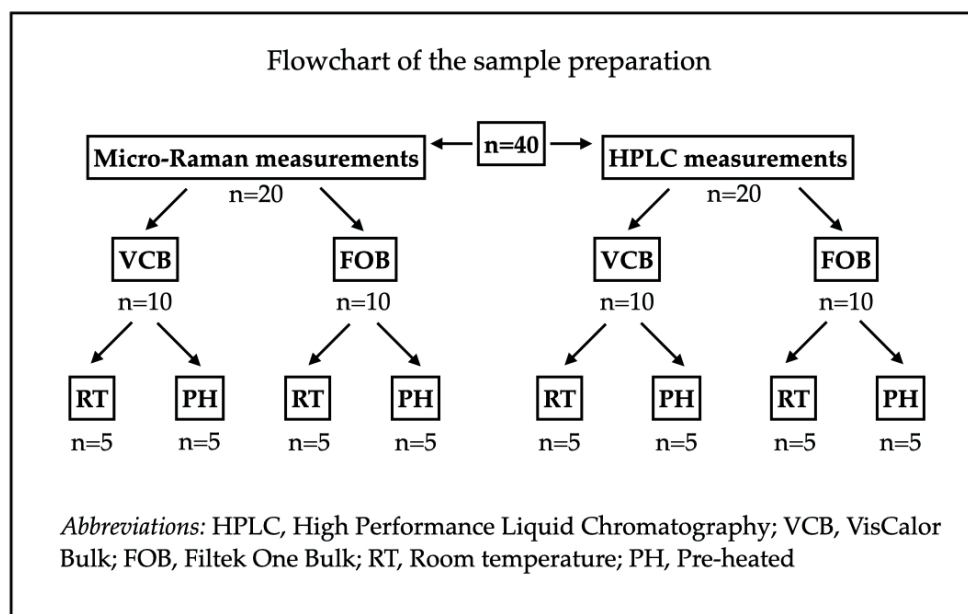 Flowchart of the sample preparation
n=40
Micro-Raman measurements
HPLC measurements
n=20
n=20
VCB
FOB
VCB
FOB
n=10
n=10
n=10
n=10
RT
PH
RT
PH
RT
PH
RT
PH
n=5
n=5
n=5
n=5
n=5
n=5
n=5
n=5
Abbreviations: HPLC, High Performance Liquid Chromatography; VCB, VisCalor
Bulk; FOB, Filtek One Bulk; RT, Room temperature; PH, Pre-heated